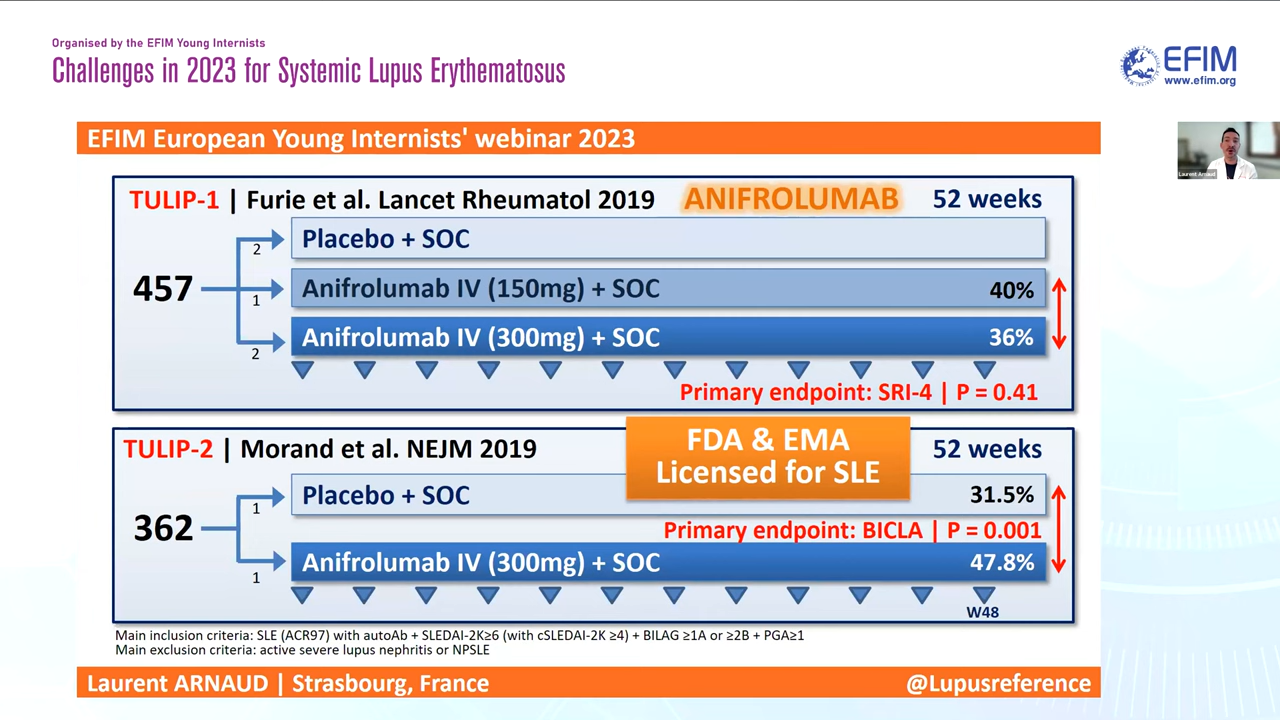 Organised by the EFIM Young Internists
Challenges in 2023 for Systemic Lupus Erythematosus
EFIM
www.efim.org
EFIM European Young Internists' webinar 2023
Laurent Arnaud
TULIP-1 | Furie et al. Lancet Rheumatol 2019
ANIFROLUMAB
52 weeks
457
2
Placebo + SOC
1
Anifrolumab IV (150mg) + SOC
40%
2
Anifrolumab IV (300mg) + SOC
36%
Primary endpoint: SRI-4 | P = 0.41
TULIP-2 | Morand et al. NEJM 2019
FDA & EMA
Licensed for SLE
52 weeks
362
1
Placebo + SOC
31.5%
Primary endpoint: BICLA | P = 0.001
1
Anifrolumab IV (300mg) + SOC
47.8%
W48
Main inclusion criteria: SLE (ACR97) with autoAb + SLEDAI-2K≥6 (with cSLEDAI-2K ≥4) + BILAG ≥1A or ≥2B + PGA≥1
Main exclusion criteria: active severe lupus nephritis or NPSLE
Laurent ARNAUD | Strasbourg, France
@Lupusreference